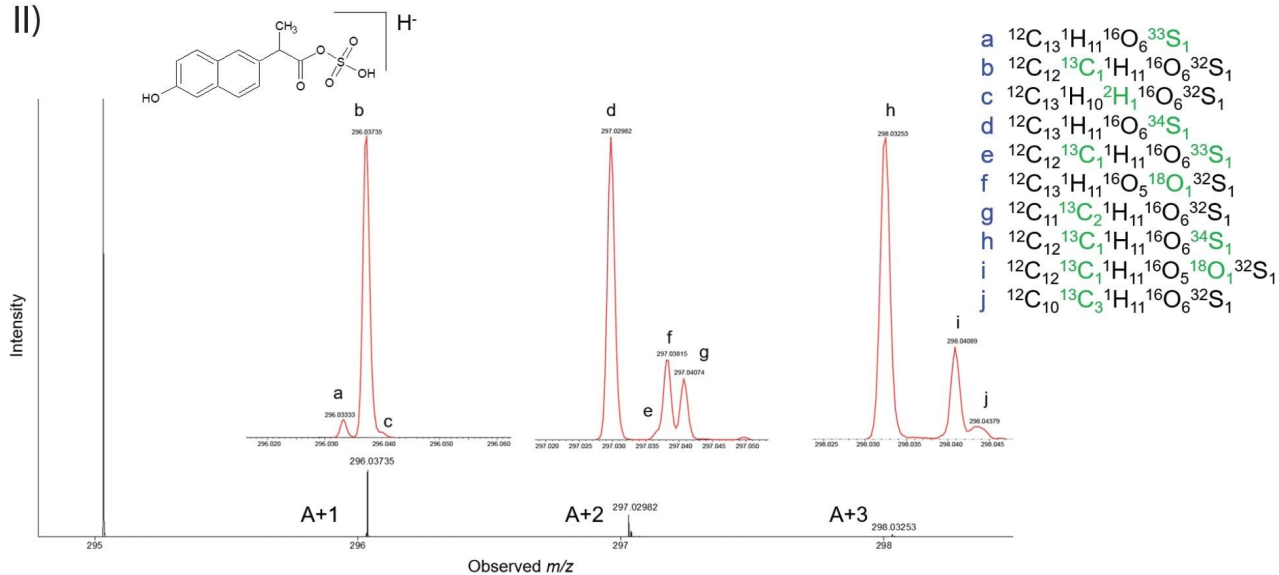 II)
H-
CH₃
O
O
S
OH
O
O
HO
a ¹²C₁₃¹H₁₁¹⁶O₆³³S₁
b ¹²C₁₂¹³C₁¹H₁₁¹⁶O₆³²S₁
c ¹²C₁₃¹H₁₀²H₁¹⁶O₆³²S₁
d ¹²C₁₃¹H₁₁¹⁶O₆³⁴S₁
e ¹²C₁₂¹³C₁¹H₁₁¹⁶O₆³³S₁
f ¹²C₁₃¹H₁₁¹⁶O₅¹⁸O₁³²S₁
g ¹²C₁₁¹³C₂¹H₁₁¹⁶O₆³²S₁
h ¹²C₁₂¹³C₁¹H₁₁¹⁶O₆³⁴S₁
i ¹²C₁₂¹³C₁¹H₁₁¹⁶O₅¹⁸O₁³²S₁
j ¹²C₁₀¹³C₃¹H₁₁¹⁶O₆³²S₁
Intensity
b
296.03735
a
296.03333
c
296.020 296.030 296.040 296.050 296.060
d
297.02982
f
297.03815
g
297.04074
e
297.020 297.025 297.030 297.035 297.040 297.045 297.050
h
298.03253
i
298.04089
j
298.04379
298.025 298.030 298.035 298.040 298.045
296.03735
A+1
A+2
297.02982
A+3
298.03253
295 296 297 298
Observed m/z